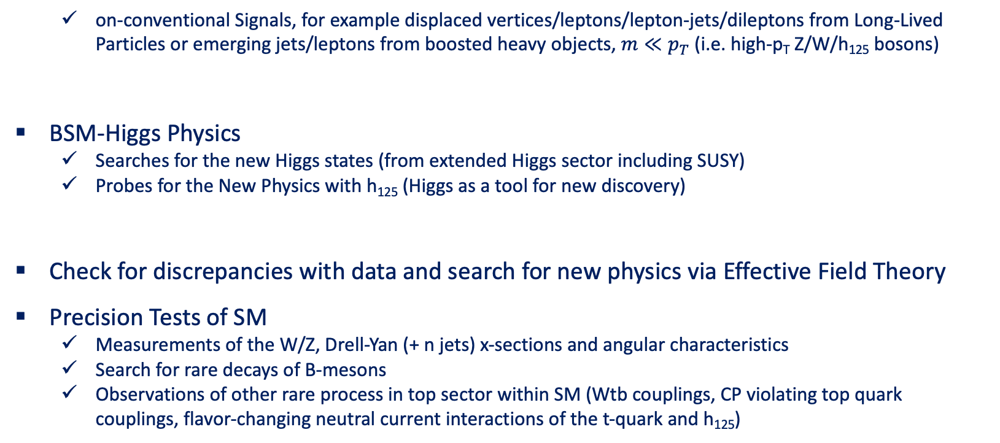 ✓ on-conventional Signals, for example displaced vertices/leptons/lepton-jets/dileptons from Long-Lived
Particles or emerging jets/leptons from boosted heavy objects, m ≪ p_T (i.e. high-p_T Z/W/h_125 bosons)
▪ BSM-Higgs Physics
✓ Searches for the new Higgs states (from extended Higgs sector including SUSY)
✓ Probes for the New Physics with h_125 (Higgs as a tool for new discovery)
▪ Check for discrepancies with data and search for new physics via Effective Field Theory
▪ Precision Tests of SM
✓ Measurements of the W/Z, Drell-Yan (+ n jets) x-sections and angular characteristics
✓ Search for rare decays of B-mesons
✓ Observations of other rare process in top sector within SM (Wtb couplings, CP violating top quark
couplings, flavor-changing neutral current interactions of the t-quark and h_125)